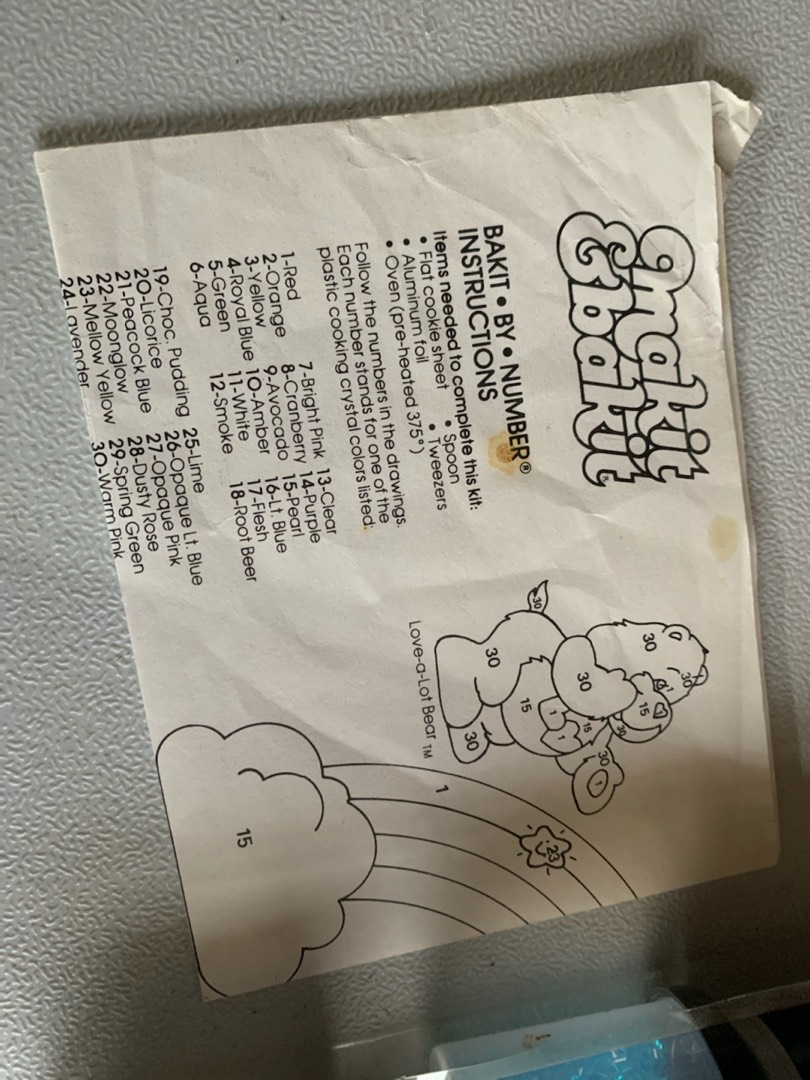 Makit
& bakit®
BAKIT • BY • NUMBER®
INSTRUCTIONS
Items needed to complete this kit:
• Flat cookie sheet • Spoon
• Aluminum foil • Tweezers
• Oven (pre-heated 375°)
Follow the numbers in the drawings.
Each number stands for one of the
plastic cooking crystal colors listed:
1-Red 7-Bright Pink 13-Clear
2-Orange 8-Cranberry 14-Purple
3-Yellow 9-Avocado 15-Pearl
4-Royal Blue 10-Amber 16-Lt. Blue
5-Green 11-White 17-Flesh
6-Aqua 12-Smoke 18-Root Beer
19-Choc. Pudding 25-Lime
20-Licorice 26-Opaque Lt. Blue
21-Peacock Blue 27-Opaque Pink
22-Moonglow 28-Dusty Rose
23-Mellow Yellow 29-Spring Green
24-Lavender 30-Warm Pink
30
30
15
30
30
30
15
30
1
30
15
1
1
30
Love-a-Lot Bear TM
1
23
15